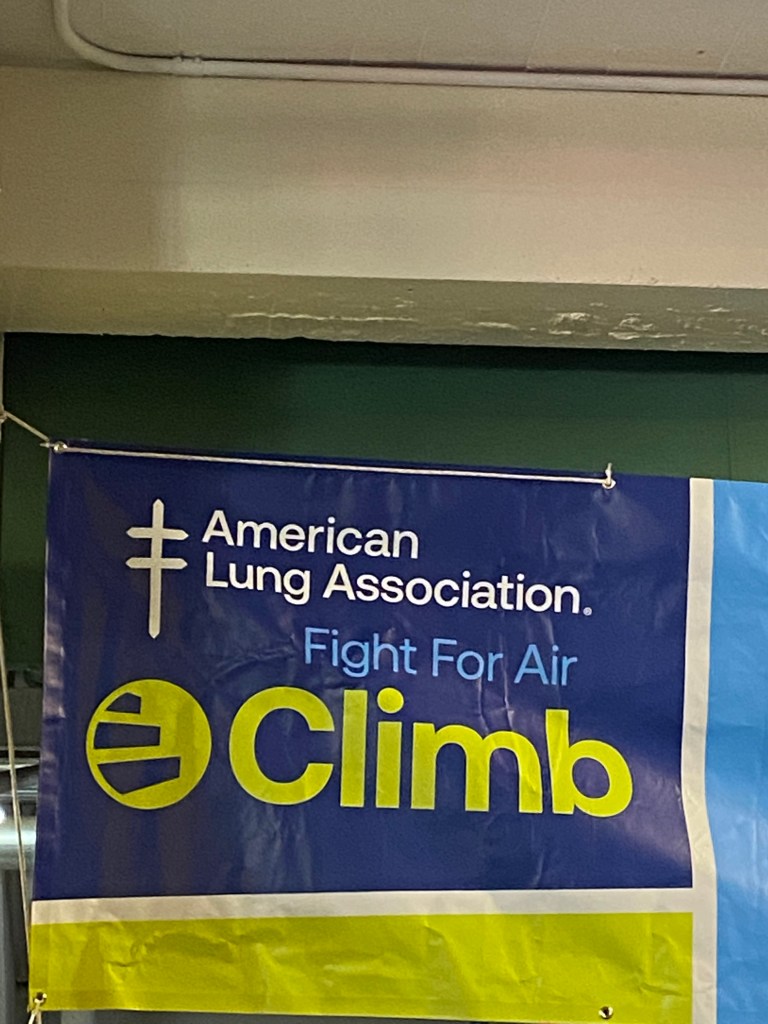 American
Lung Association®
Fight For Air
Climb